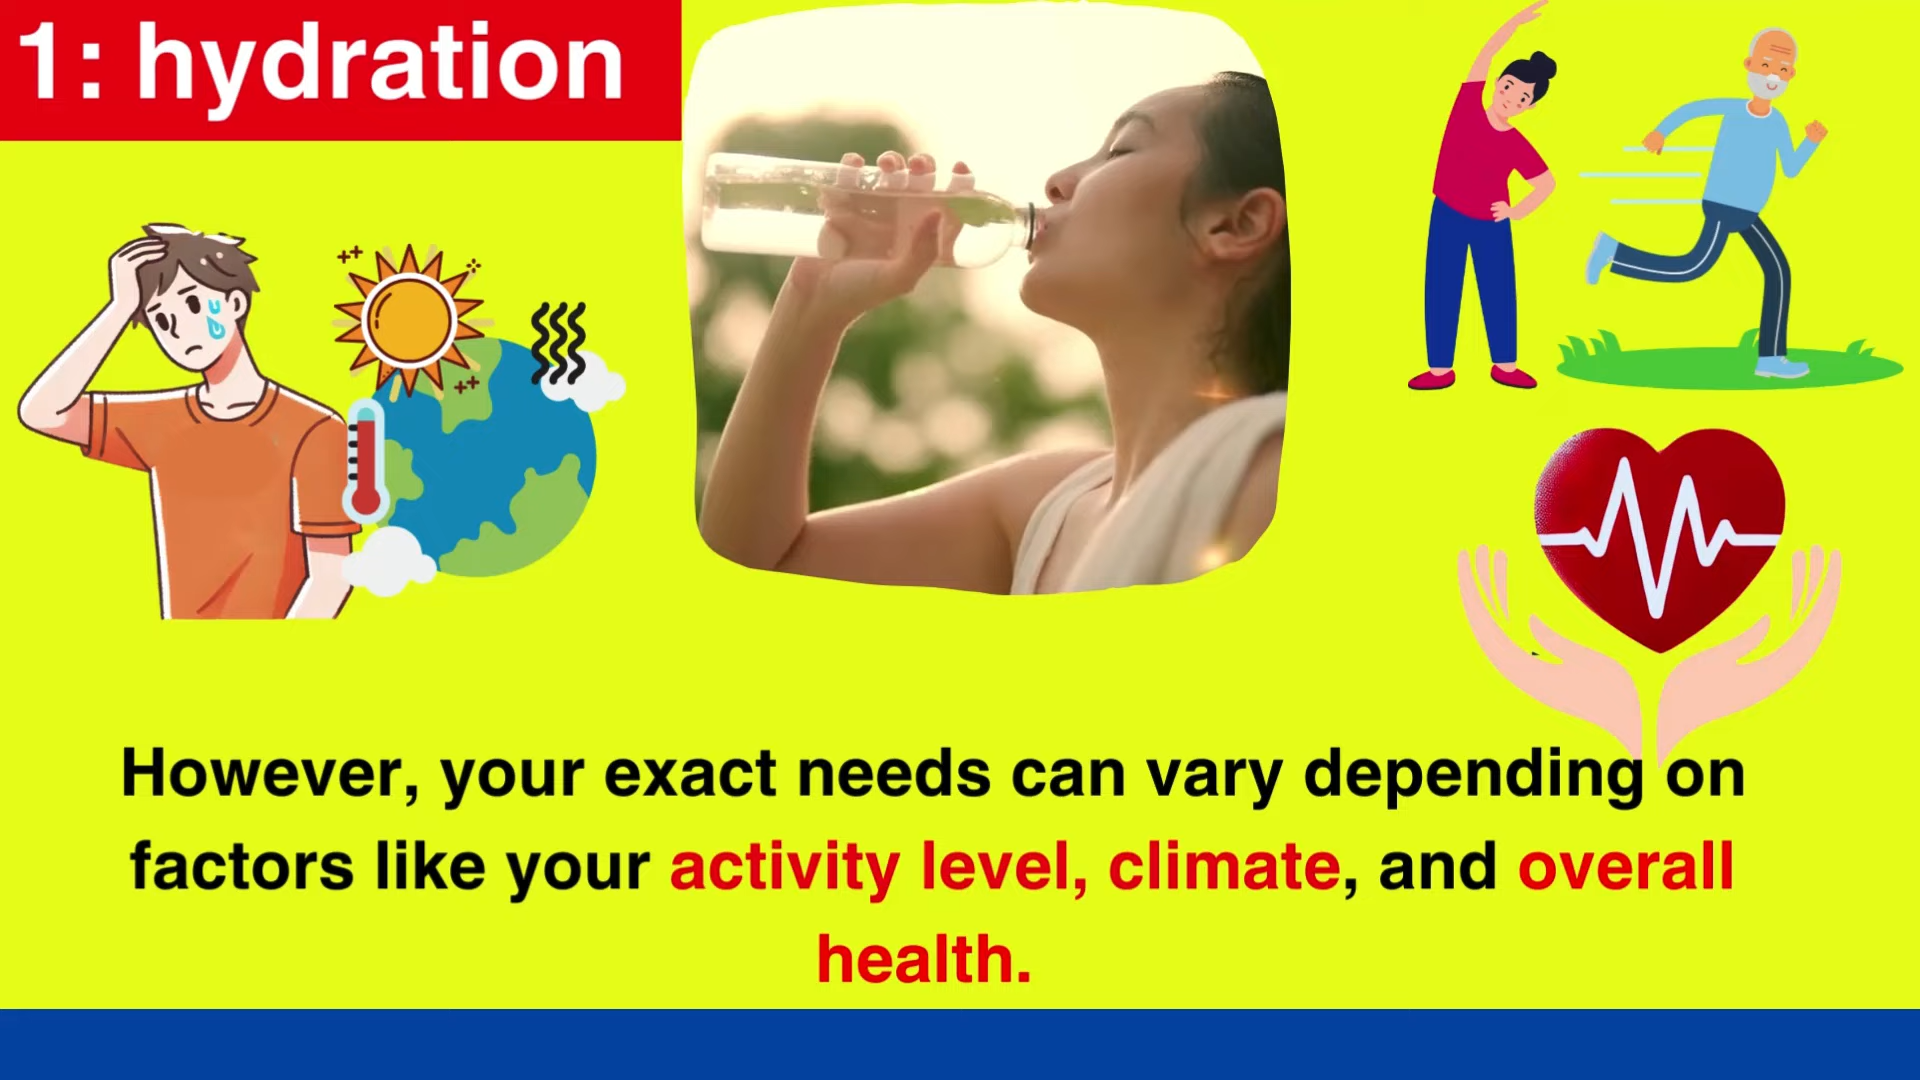 1: hydration
However, your exact needs can vary depending on
factors like your activity level, climate, and overall
health.